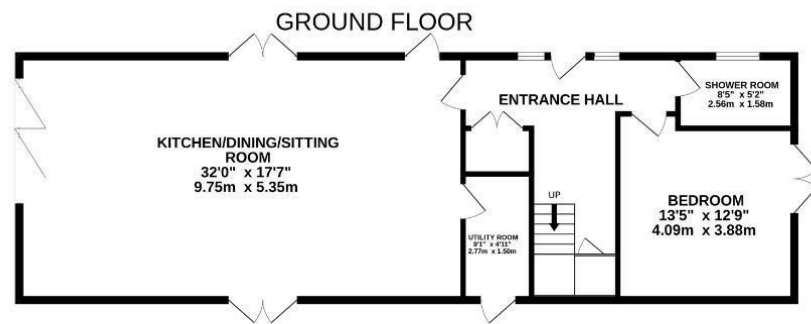 GROUND FLOOR
KITCHEN/DINING/SITTING
ROOM
32'0" x 17'7"
9.75m x 5.35m
ENTRANCE HALL
SHOWER ROOM
8'5" x 5'2"
2.56m x 1.58m
UP
UTILITY ROOM
9'1" x 4'11"
2.77m x 1.50m
BEDROOM
13'5" x 12'9"
4.09m x 3.88m